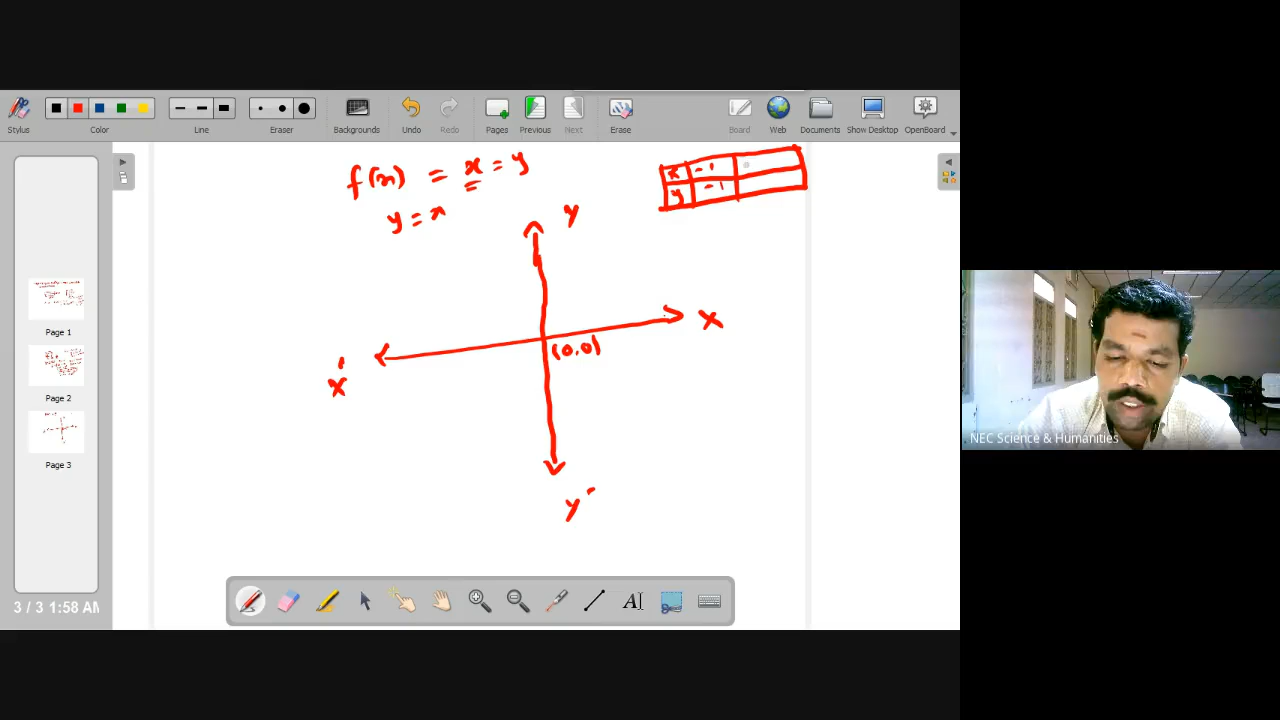 Stylus
Color
Line
Eraser
Backgrounds
Undo
Redo
Pages
Previous
Next
Erase
Board
Web
Documents
Show Desktop
OpenBoard
f(x) = x = y
y = x
x -1
y -1
y
x
(0,0)
x'
y'
Page 1
Page 2
Page 3
3 / 3 1:58 AM
NEC Science & Humanities
A